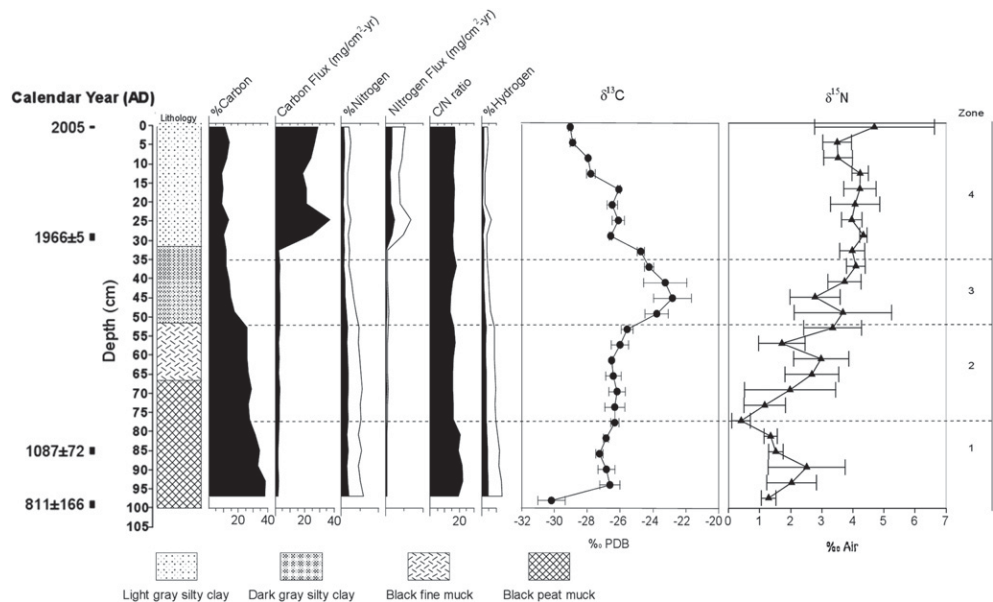 %Carbon
Carbon Flux (mg/cm²-yr)
%Nitrogen
NItrogen Flux (mg/cm²-yr)
C/N ratio
%Hydrogen
δ¹³C
δ¹⁵N
Zone
Calendar Year (AD)
Lithology
2005
1966±5
1087±72
811±166
Depth (cm)
0
5
10
15
20
25
30
35
40
45
50
55
60
65
70
75
80
85
90
95
100
105
4
3
2
1
20 40
20 40
20
-32 -30 -28 -26 -24 -22 -20
‰ PDB
0 1 2 3 4 5 6 7
‰ Air
Light gray silty clay
Dark gray silty clay
Black fine muck
Black peat muck